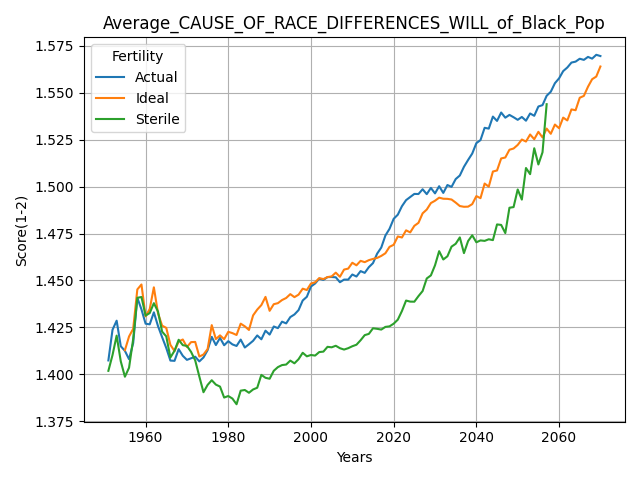 Average_CAUSE_OF_RACE_DIFFERENCES_WILL_of_Black_Pop
Fertility
Actual
Ideal
Sterile
1.575
1.550
1.525
1.500
1.475
1.450
1.425
1.400
1.375
Score(1-2)
1960
1980
2000
2020
2040
2060
Years